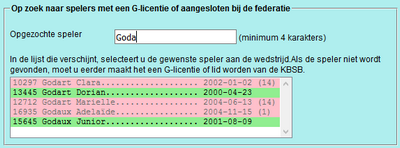 Op zoek naar spelers met een G-licentie of aangesloten bij de federatie
Opgezochte speler Goda (minimum 4 karakters)
In de lijst die verschijnt, selecteert u de gewenste speler aan de wedstrijd.Als de speler niet wordt
gevonden, moet u eerder maakt het een G-licentie of lid worden van de KBSB.
10297 Godart Clara.................. 2002-01-02 (14)
13445 Godart Dorian................. 2000-04-23
12712 Godart Marielle............... 2004-06-13 (14)
16935 Godaux Adelaide............... 2004-11-15 (1)
15645 Godaux Junior................. 2001-08-09